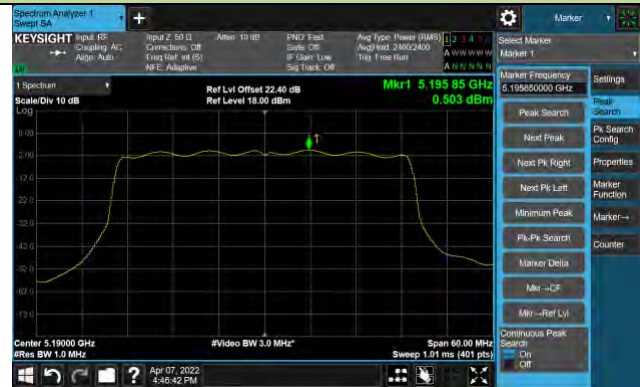 Spectrum Analyzer 1
Swept SA
+
Marker
KEYSIGHT
Input: RF
Coupling: AC
Align: Auto
Input Z: 50 Ω
Corrections: Off
Freq Ref: Int (S)
NFE: Adaptive
Atten: 10 dB
PNO: Fast
Gate: Off
IF Gain: Low
Sig Track: Off
Avg Type: Power (RMS)
Avg|Hold: 2400/2400
Trig: Free Run
1 2 3 4 5 6
A W W W W W
A N N N N N
Select Marker
Marker 1
1 Spectrum
Scale/Div 10 dB
Log
Ref Lvl Offset 22.40 dB
Ref Level 18.00 dBm
Mkr1 5.195 85 GHz
0.503 dBm
Marker Frequency
5.195850000 GHz
Settings
Peak Search
Next Peak
Next Pk Right
Next Pk Left
Minimum Peak
Pk-Pk Search
Marker Delta
Mkr→CF
Mkr→Ref Lvl
Continuous Peak
Search
On
Off
Peak
Search
Pk Search
Config
Properties
Marker
Function
Marker→
Counter
8.00
-2.00
-12.0
-22.0
-32.0
-42.0
-52.0
-62.0
-72.0
1
Center 5.19000 GHz
#Res BW 1.0 MHz
#Video BW 3.0 MHz*
Span 60.00 MHz
Sweep 1.01 ms (401 pts)
?
Apr 07, 2022
4:46:42 PM